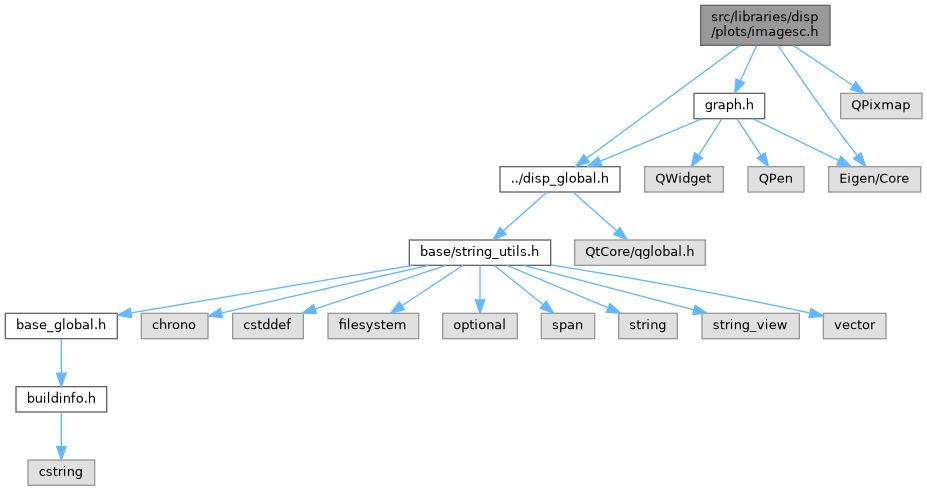 src/libraries/disp
/plots/imagesc.h
graph.h
QPixmap
../disp_global.h
QWidget
QPen
Eigen/Core
base/string_utils.h
QtCore/qglobal.h
base_global.h
chrono
cstddef
filesystem
optional
span
string
string_view
vector
buildinfo.h
cstring